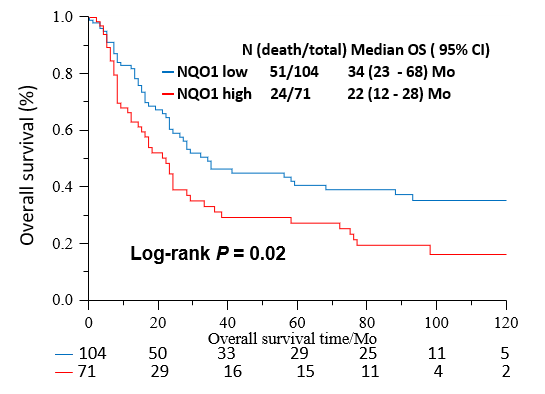 1.0
N (death/total) Median OS ( 95% CI)
NQO1 low 51/104 34 (23 - 68) Mo
NQO1 high 24/71 22 (12 - 28) Mo
0.8
0.6
0.4
0.2
0.0
Overall survival (%)
Log-rank P = 0.02
0 20 40 60 80 100 120
Overall survival time/Mo
104 50 33 29 25 11 5
71 29 16 15 11 4 2